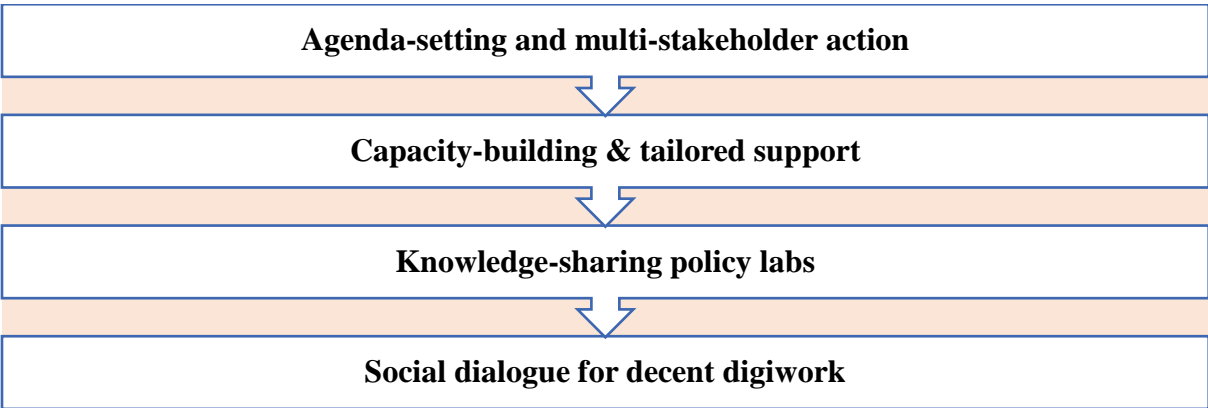 Agenda-setting and multi-stakeholder action
Capacity-building & tailored support
Knowledge-sharing policy labs
Social dialogue for decent digiwork